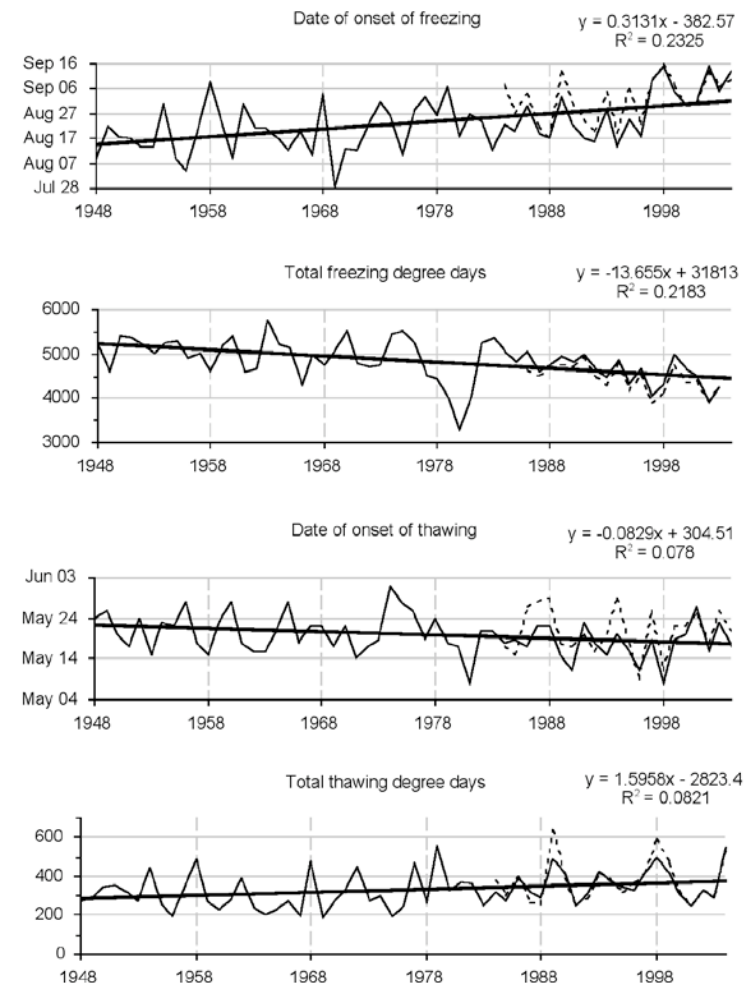 Date of onset of freezing
y = 0.3131x - 382.57
R² = 0.2325
Sep 16
Sep 06
Aug 27
Aug 17
Aug 07
Jul 28
1948 1958 1968 1978 1988 1998
Total freezing degree days
y = -13.655x + 31813
R² = 0.2183
6000
5000
4000
3000
1948 1958 1968 1978 1988 1998
Date of onset of thawing
y = -0.0829x + 304.51
R² = 0.078
Jun 03
May 24
May 14
May 04
1948 1958 1968 1978 1988 1998
Total thawing degree days
y = 1.5958x - 2823.4
R² = 0.0821
600
400
200
0
1948 1958 1968 1978 1988 1998